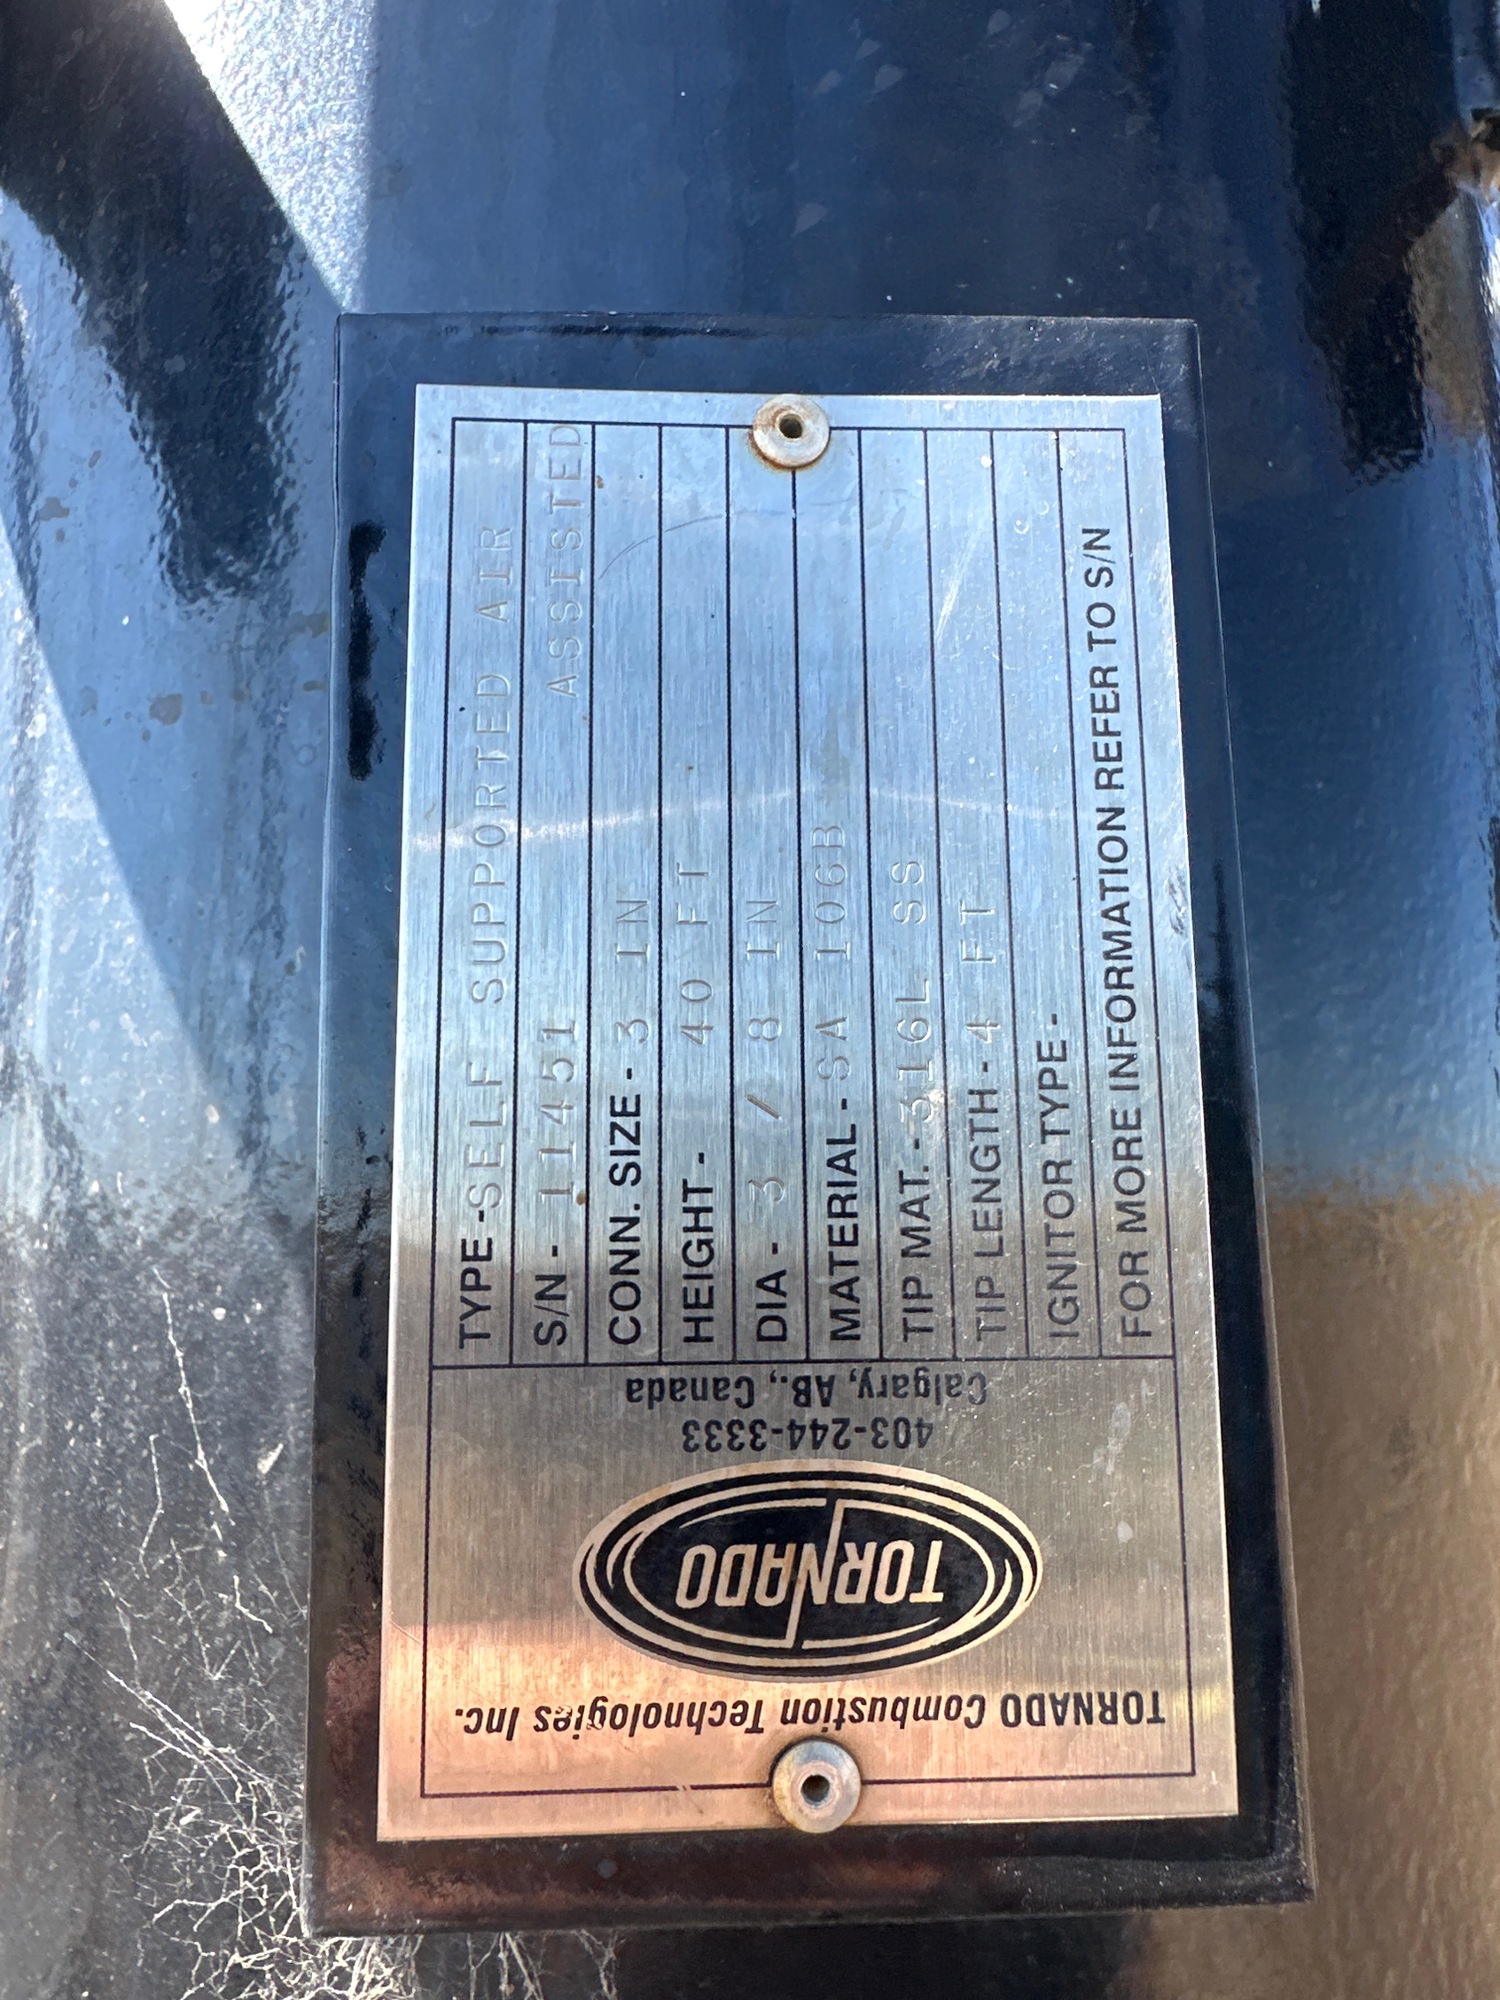 TORNADO Combustion Technologies Inc.
TORNADO
403-244-3333
Calgary, AB., Canada
TYPE - SELF SUPPORTED AIR
ASSISTED
S/N - 11451
CONN. SIZE - 3 IN
HEIGHT - 40 FT
DIA - 3 / 8 IN
MATERIAL - SA 106B
TIP MAT. - 316L SS
TIP LENGTH - 4 FT
IGNITOR TYPE -
FOR MORE INFORMATION REFER TO S/N